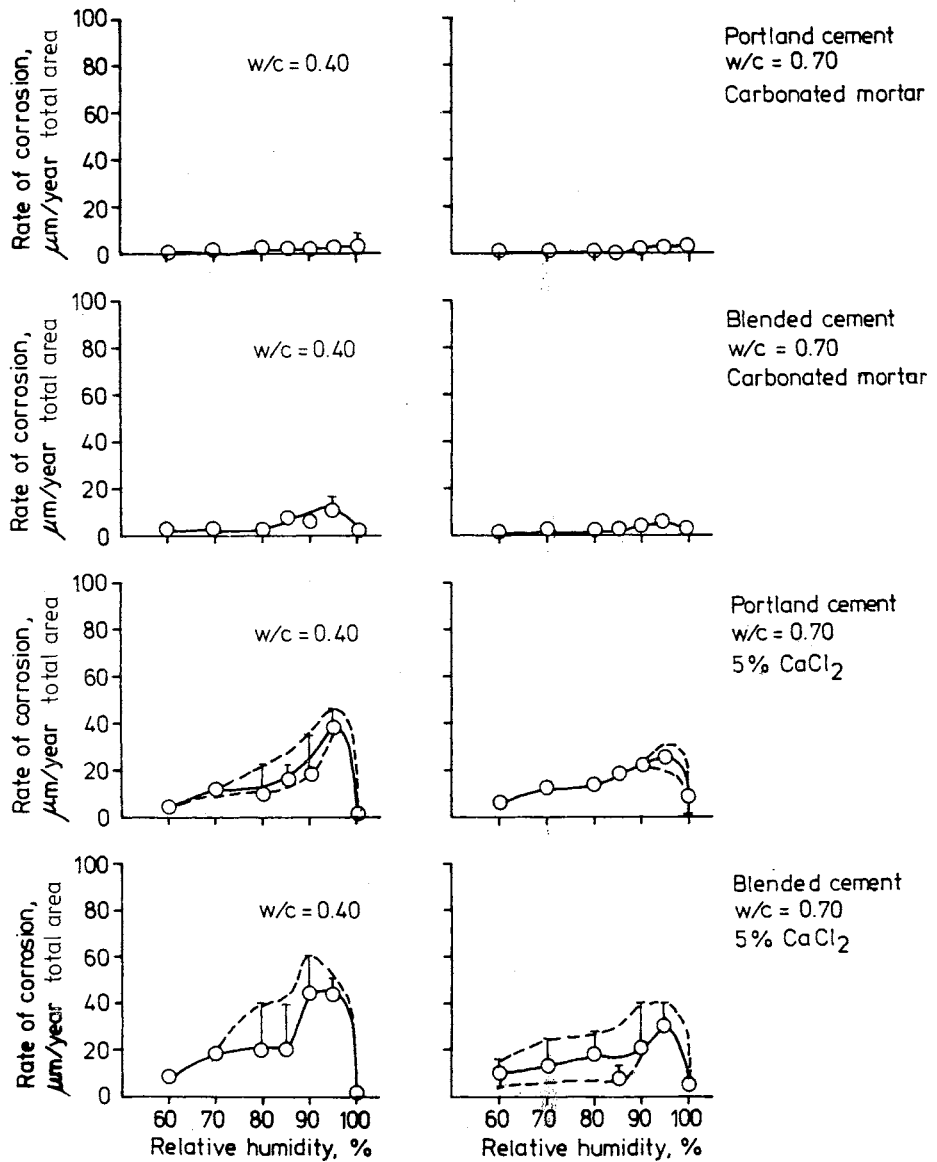 Rate of corrosion,
µm/year total area
100
80
60
40
20
0
w/c = 0.40
Portland cement
w/c = 0.70
Carbonated mortar
Rate of corrosion,
µm/year total area
100
80
60
40
20
0
w/c = 0.40
Blended cement
w/c = 0.70
Carbonated mortar
Rate of corrosion,
µm/year total area
100
80
60
40
20
0
w/c = 0.40
Portland cement
w/c = 0.70
5% CaCl2
Rate of corrosion,
µm/year total area
100
80
60
40
20
0
w/c = 0.40
Blended cement
w/c = 0.70
5% CaCl2
60 70 80 90 100
Relative humidity, %
60 70 80 90 100
Relative humidity, %